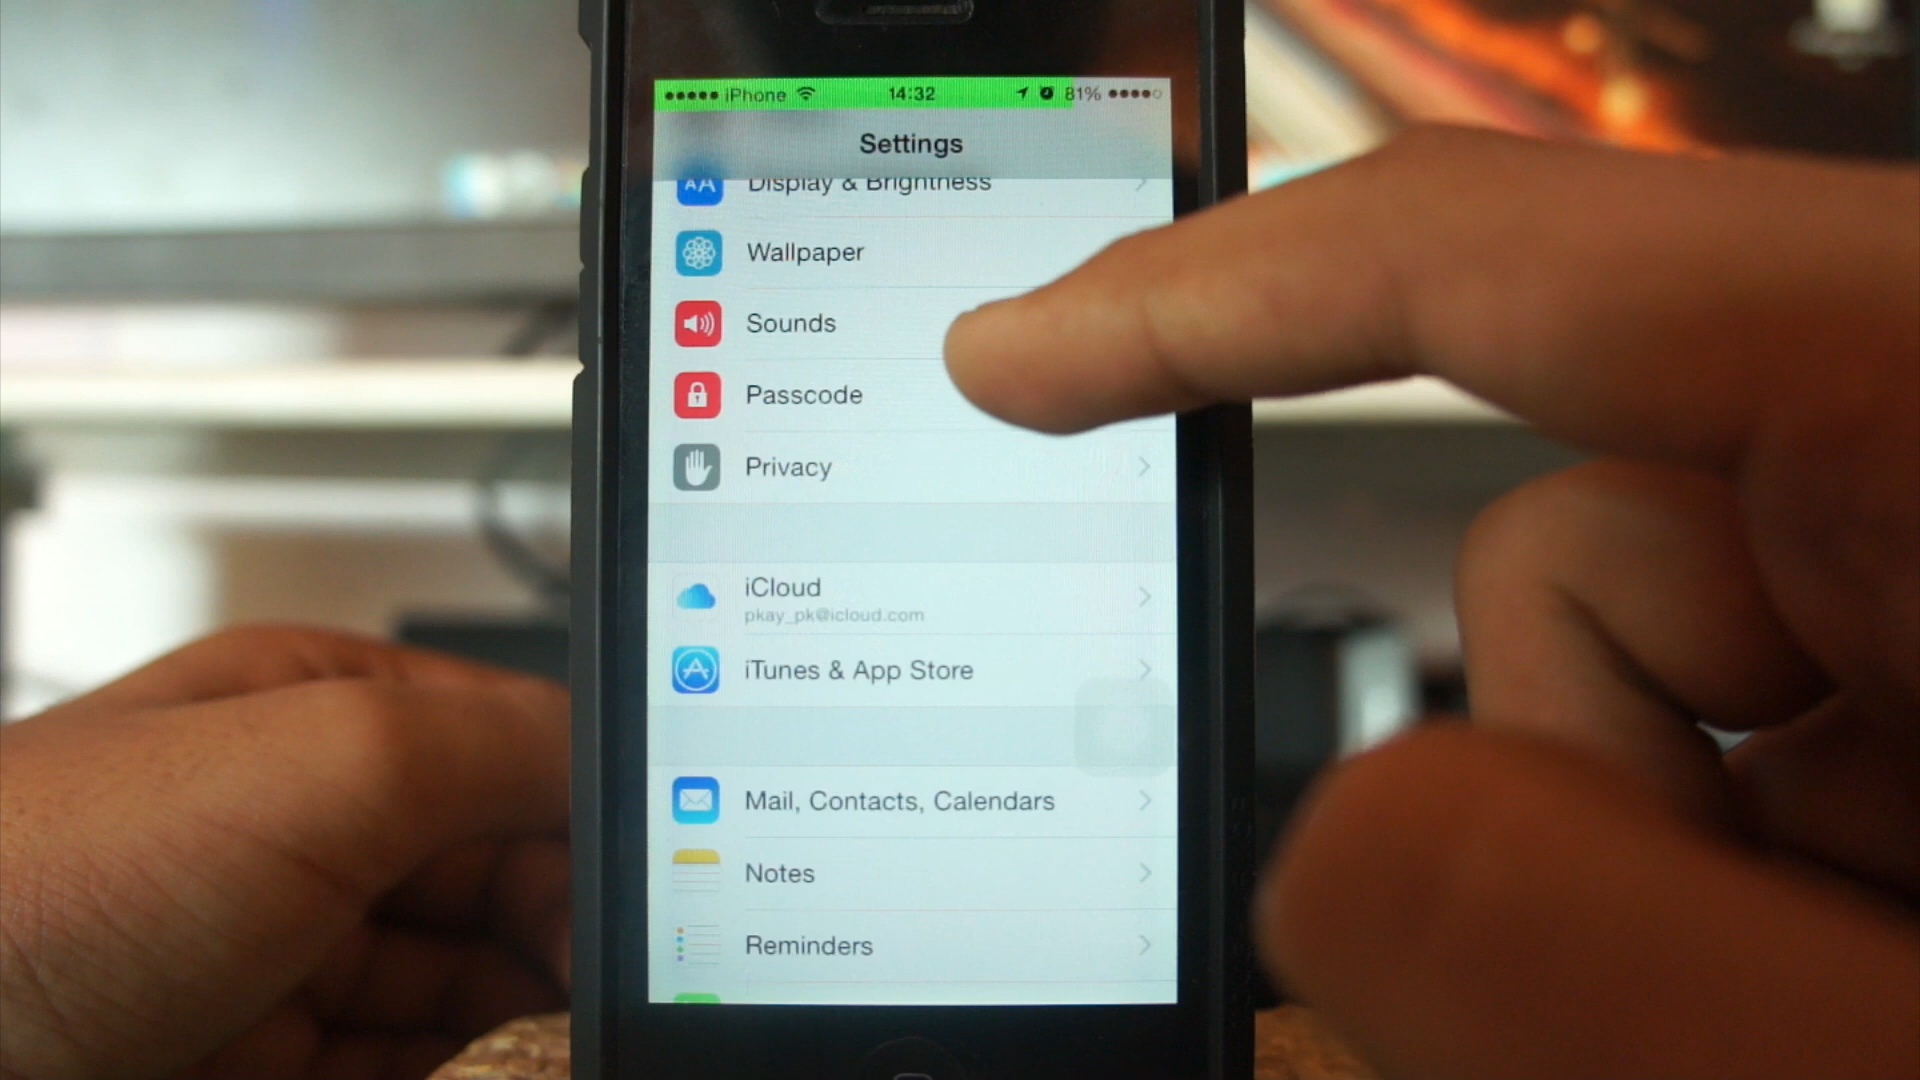 iPhone 14:32 81%
Settings
Display & Brightness
Wallpaper
Sounds
Passcode
Privacy
iCloud
pkay_pk@icloud.com
iTunes & App Store
Mail, Contacts, Calendars
Notes
Reminders